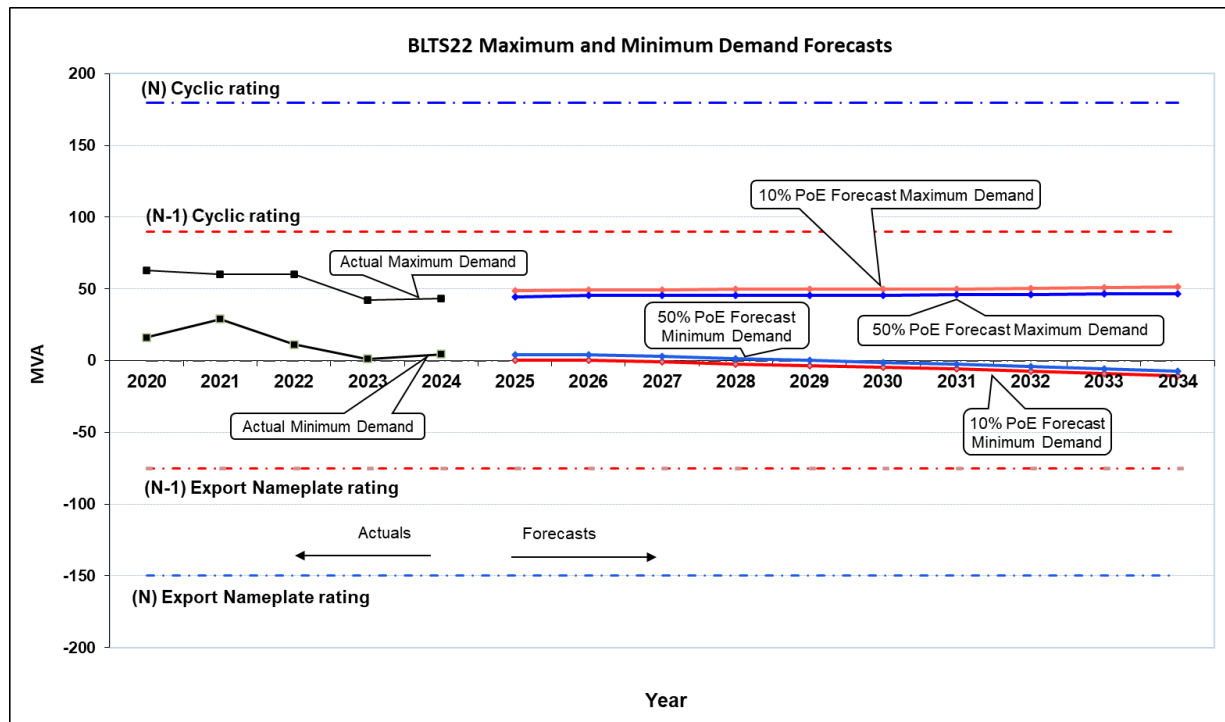 BLTS22 Maximum and Minimum Demand Forecasts
200
(N) Cyclic rating
150
10% PoE Forecast Maximum Demand
(N-1) Cyclic rating
100
Actual Maximum Demand
50
50% PoE Forecast
Minimum Demand
50% PoE Forecast Maximum Demand
0
2020 2021 2022 2023 2024 2025 2026 2027 2028 2029 2030 2031 2032 2033 2034
MVA
Actual Minimum Demand
10% PoE Forecast
Minimum Demand
-50
(N-1) Export Nameplate rating
-100
Actuals
Forecasts
-150
(N) Export Nameplate rating
-200
Year